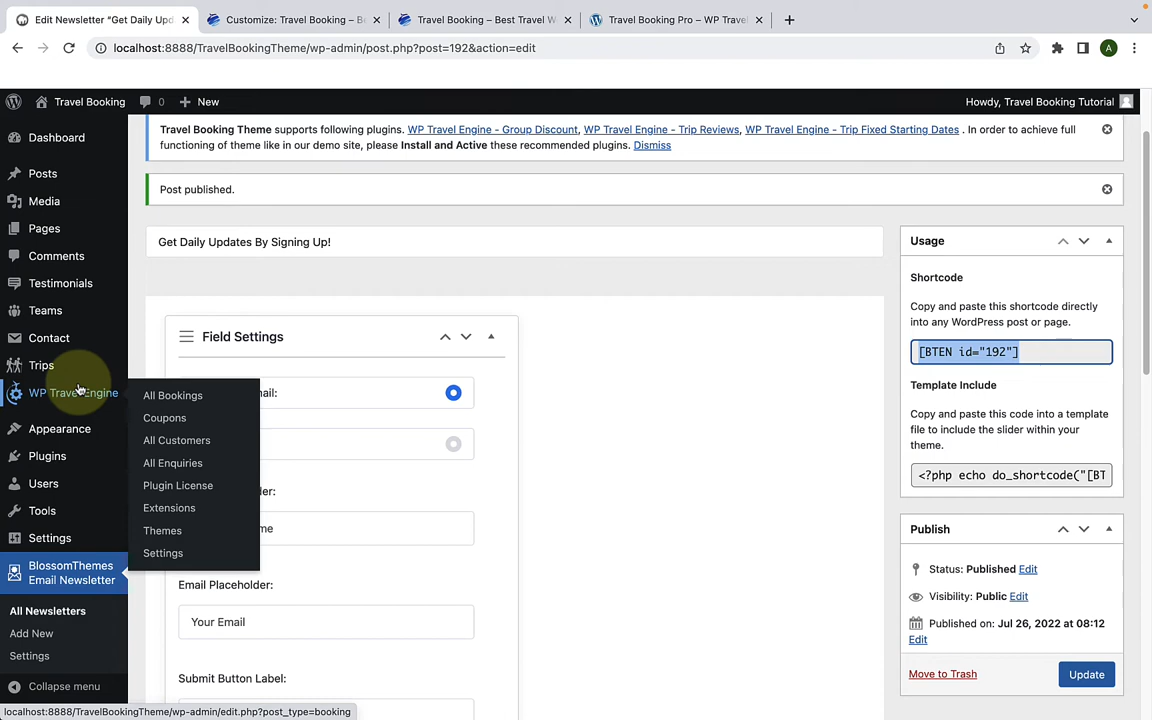 Edit Newsletter “Get Daily Upd
Customize: Travel Booking – Be
Travel Booking – Best Travel W
Travel Booking Pro – WP Trave
localhost:8888/TravelBookingTheme/wp-admin/post.php?post=192&action=edit
A
Travel Booking
0
New
Howdy, Travel Booking Tutorial
Dashboard
Posts
Media
Pages
Comments
Testimonials
Teams
Contact
Trips
WP Travel Engine
Appearance
Plugins
Users
Tools
Settings
BlossomThemes
Email Newsletter
All Newsletters
Add New
Settings
Collapse menu
All Bookings
Coupons
All Customers
All Enquiries
Plugin License
Extensions
Themes
Settings
Travel Booking Theme supports following plugins. WP Travel Engine - Group Discount, WP Travel Engine - Trip Reviews, WP Travel Engine - Trip Fixed Starting Dates . In order to achieve full
functioning of theme like in our demo site, please Install and Active these recommended plugins. Dismiss
Post published.
Get Daily Updates By Signing Up!
Field Settings
Email Placeholder:
Your Email
Submit Button Label:
Usage
Shortcode
Copy and paste this shortcode directly
into any WordPress post or page.
[BTEN id="192"]
Template Include
Copy and paste this code into a template
file to include the slider within your
theme.
<?php echo do_shortcode("[BT
Publish
Status: Published Edit
Visibility: Public Edit
Published on: Jul 26, 2022 at 08:12
Edit
Move to Trash
Update
localhost:8888/TravelBookingTheme/wp-admin/edit.php?post_type=booking